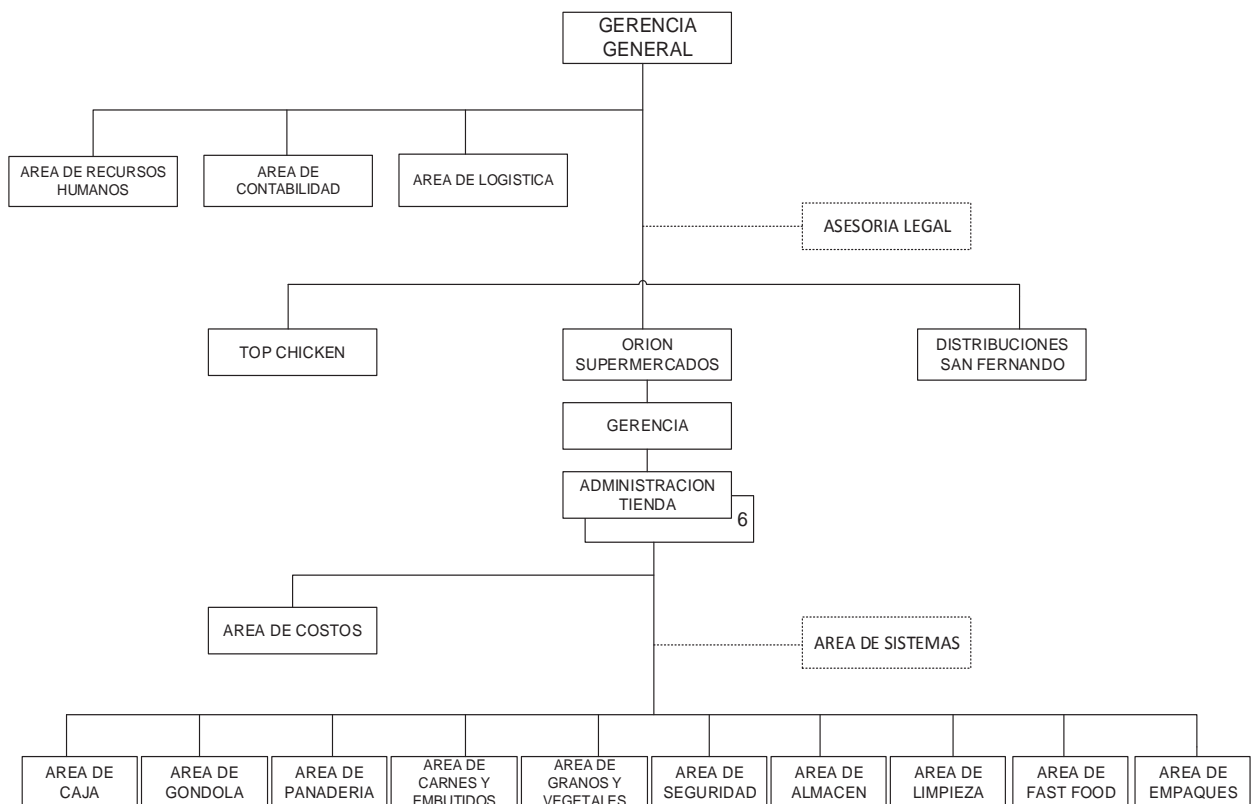 GERENCIA
GENERAL
AREA DE RECURSOS
HUMANOS
AREA DE
CONTABILIDAD
AREA DE LOGISTICA
ASESORIA LEGAL
TOP CHICKEN
ORION
SUPERMERCADOS
DISTRIBUCIONES
SAN FERNANDO
GERENCIA
ADMINISTRACION
TIENDA
6
AREA DE COSTOS
AREA DE SISTEMAS
AREA DE
CAJA
AREA DE
GONDOLA
AREA DE
PANADERIA
AREA DE
CARNES Y
EMBUTIDOS
AREA DE
GRANOS Y
VEGETALES
AREA DE
SEGURIDAD
AREA DE
ALMACEN
AREA DE
LIMPIEZA
AREA DE
FAST FOOD
AREA DE
EMPAQUES